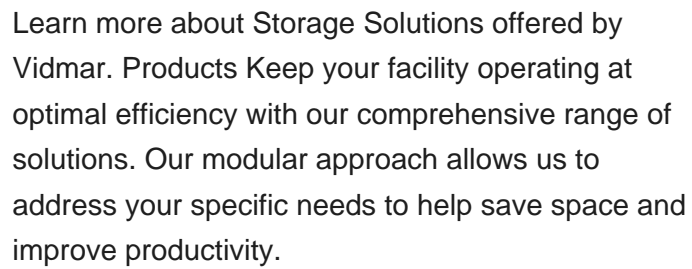 Learn more about Storage Solutions offered by
Vidmar. Products Keep your facility operating at
optimal efficiency with our comprehensive range of
solutions. Our modular approach allows us to
address your specific needs to help save space and
improve productivity.